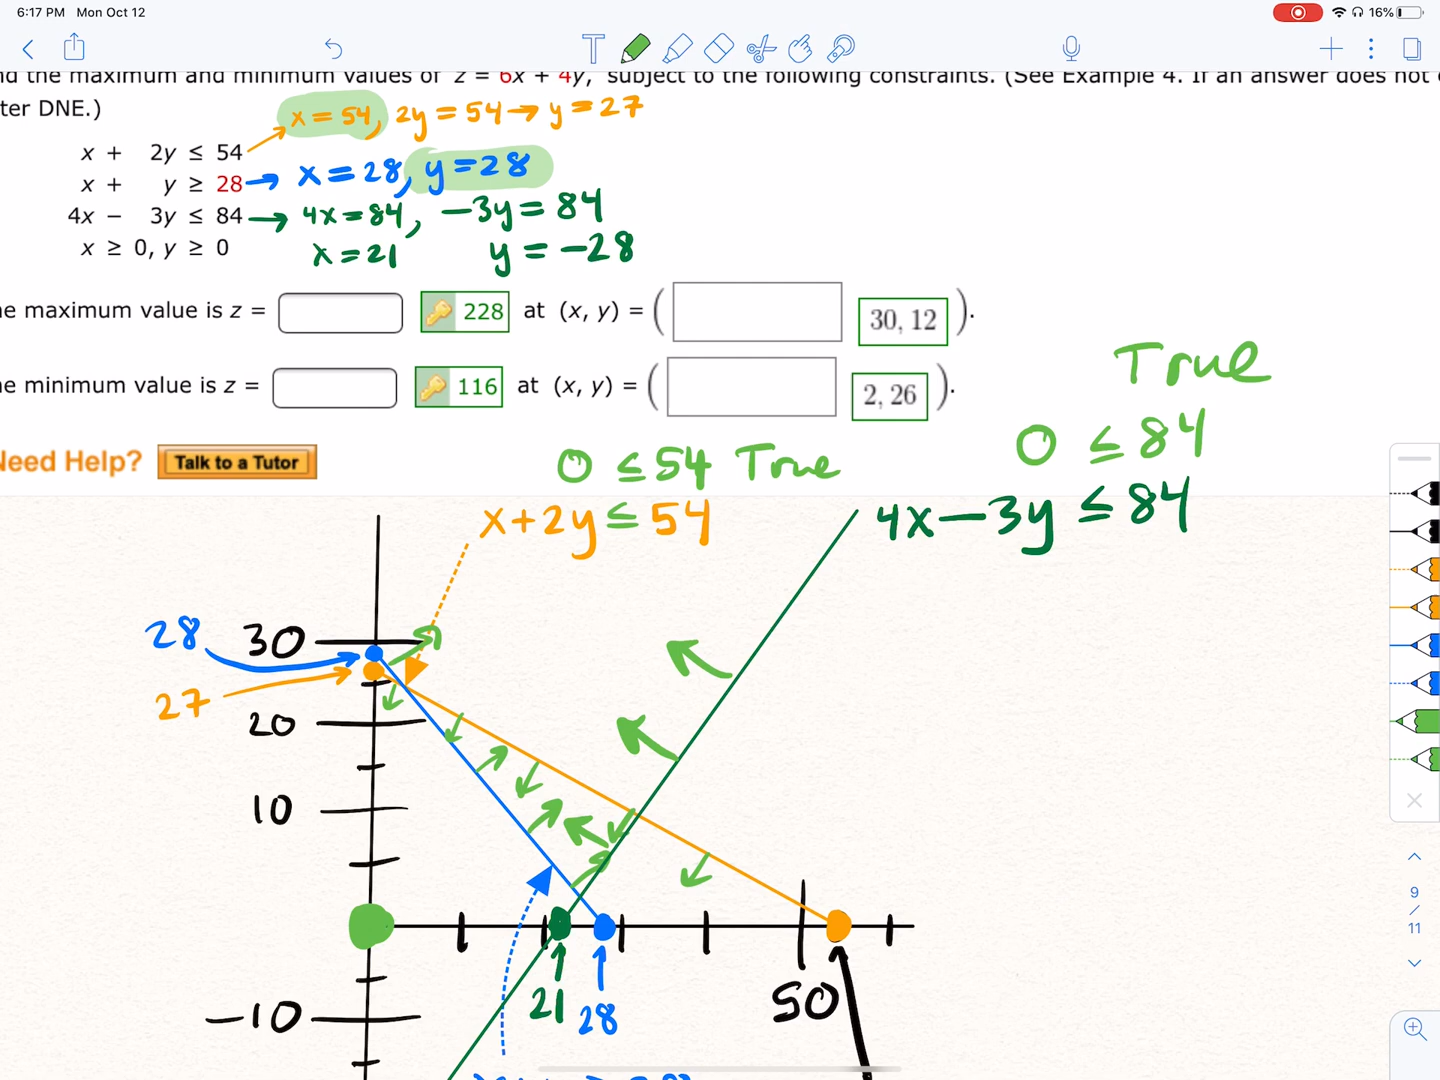 6:17 PM Mon Oct 12
16%
nd the maximum and minimum values of z = 6x + 4y, subject to the following constraints. (See Example 4. If an answer does not
ter DNE.)
x = 54, 2y = 54 → y = 27
x + 2y ≤ 54
x + y ≥ 28 → x = 28, y = 28
4x − 3y ≤ 84 → 4x = 84, −3y = 84
x ≥ 0, y ≥ 0
x = 21 y = −28
he maximum value is z = 228 at (x, y) = ( 30, 12 ).
he minimum value is z = 116 at (x, y) = ( 2, 26 ).
True
Need Help? Talk to a Tutor
0 ≤ 54 True
0 ≤ 84
x + 2y ≤ 54
4x − 3y ≤ 84
28
30
27
20
10
21
28
50
−10
9
/
11